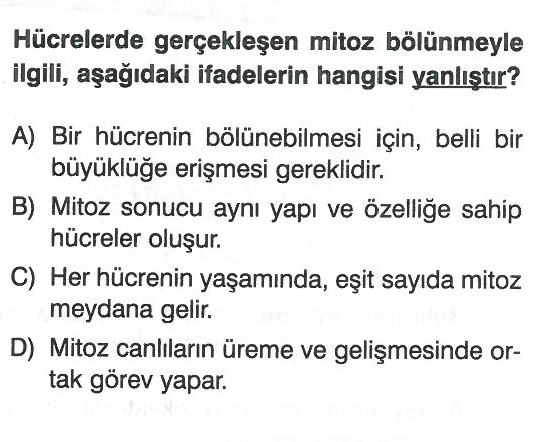 Hücrelerde gerçekleşen mitoz bölünmeyle
ilgili, aşağıdaki ifadelerin hangisi yanlıştır?
A) Bir hücrenin bölünebilmesi için, belli bir
büyüklüğe erişmesi gereklidir.
B) Mitoz sonucu aynı yapı ve özelliğe sahip
hücreler oluşur.
C) Her hücrenin yaşamında, eşit sayıda mitoz
meydana gelir.
D) Mitoz canlıların üreme ve gelişmesinde or-
tak görev yapar.